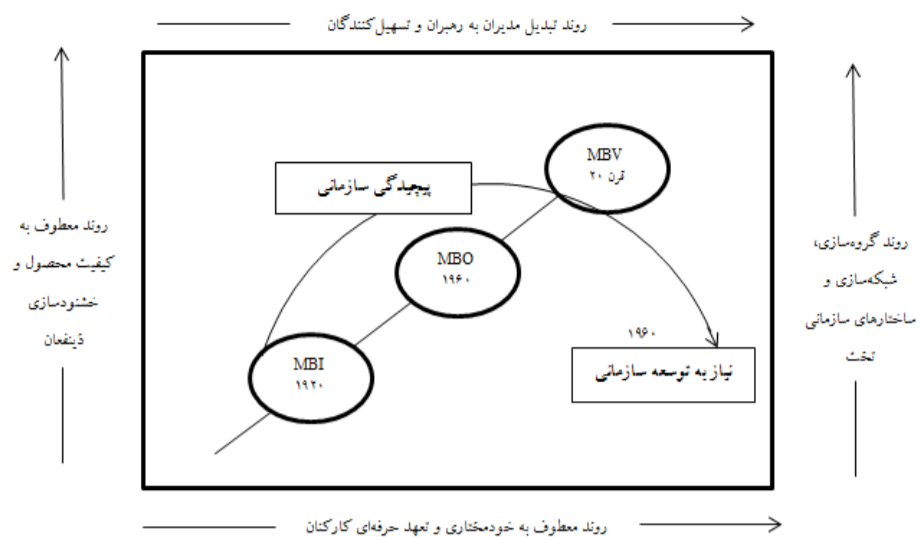 روند تبدیل مدیران به رهبران و تسهیل‌کنندگان
MBV
قرن ۲۰
پیچیدگی سازمانی
روند گروه‌سازی،
شبکه‌سازی و
ساختارهای سازمانی
تخت
روند معطوف به
کیفیت محصول و
خشنودسازی
ذینفعان
MBO
۱۹۶۰
۱۹۶۰
نیاز به توسعه سازمانی
MBI
۱۹۲۰
روند معطوف به خودمختاری و تعهد حرفه‌ای کارکنان